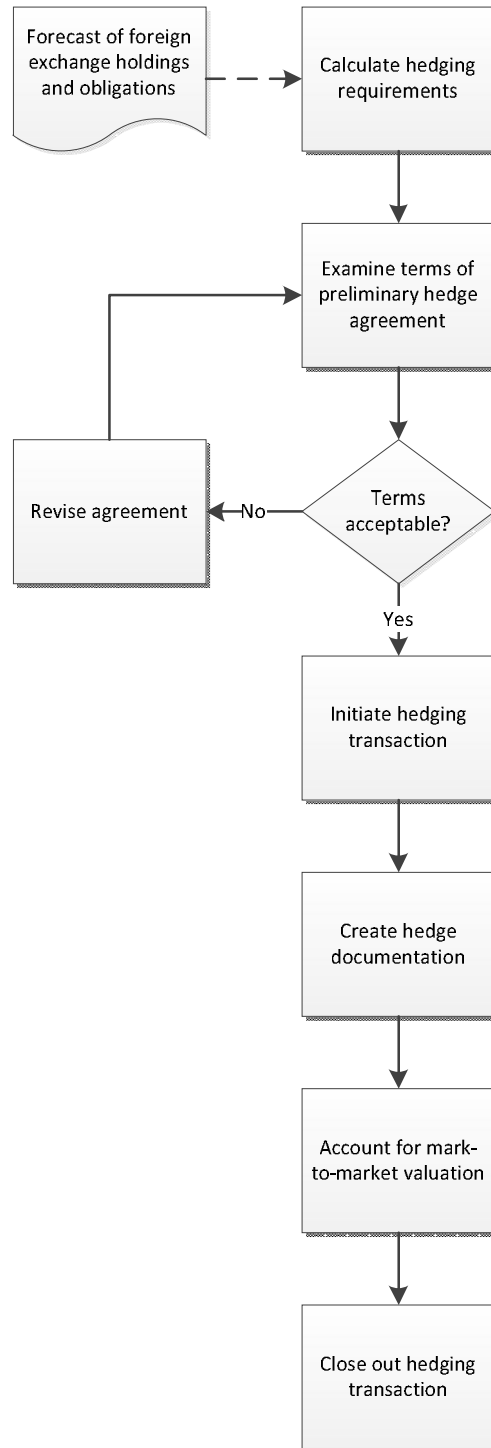 Forecast of foreign
exchange holdings
and obligations
Calculate hedging
requirements
Examine terms of
preliminary hedge
agreement
Revise agreement
No
Terms
acceptable?
Yes
Initiate hedging
transaction
Create hedge
documentation
Account for mark-
to-market valuation
Close out hedging
transaction